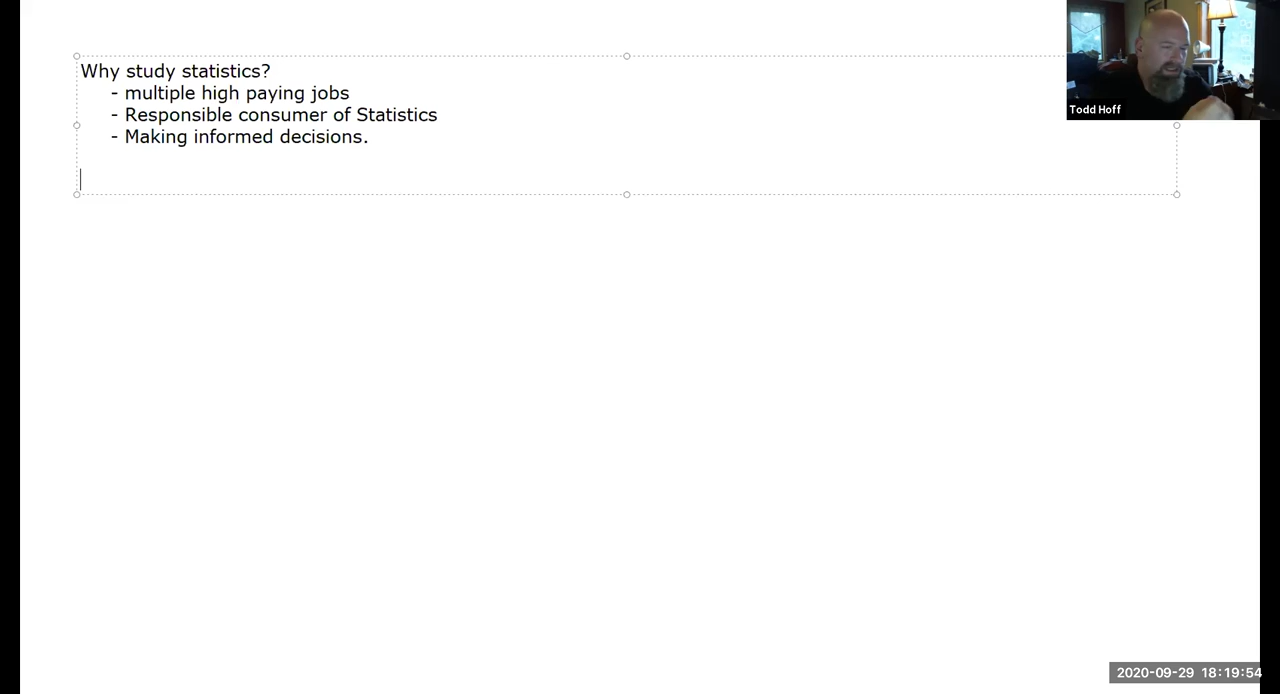 Why study statistics?
- multiple high paying jobs
- Responsible consumer of Statistics
- Making informed decisions.
Todd Hoff
2020-09-29 18:19:54